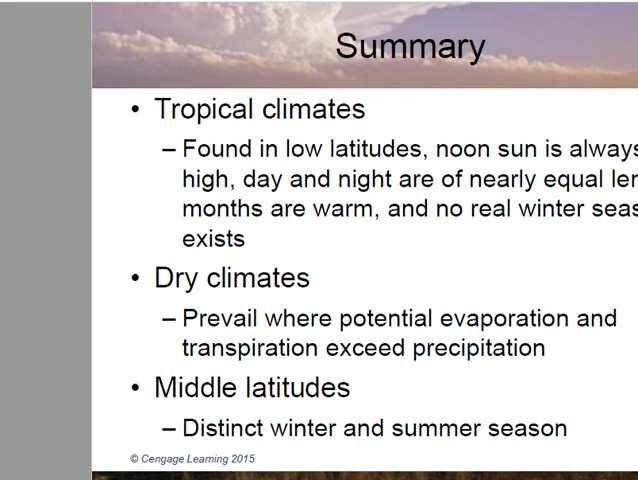 Summary
• Tropical climates
– Found in low latitudes, noon sun is always
high, day and night are of nearly equal
months are warm, and no real winter
exists
• Dry climates
– Prevail where potential evaporation and
transpiration exceed precipitation
• Middle latitudes
– Distinct winter and summer season
© Cengage Learning 2015